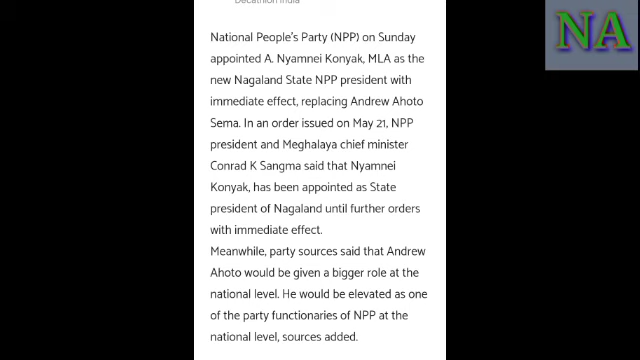 Decathlon India
NA
National People's Party (NPP) on Sunday
appointed A. Nyamnei Konyak, MLA as the
new Nagaland State NPP president with
immediate effect, replacing Andrew Ahoto
Sema. In an order issued on May 21, NPP
president and Meghalaya chief minister
Conrad K Sangma said that Nyamnei
Konyak, has been appointed as State
president of Nagaland until further orders
with immediate effect.
Meanwhile, party sources said that Andrew
Ahoto would be given a bigger role at the
national level. He would be elevated as one
of the party functionaries of NPP at the
national level, sources added.